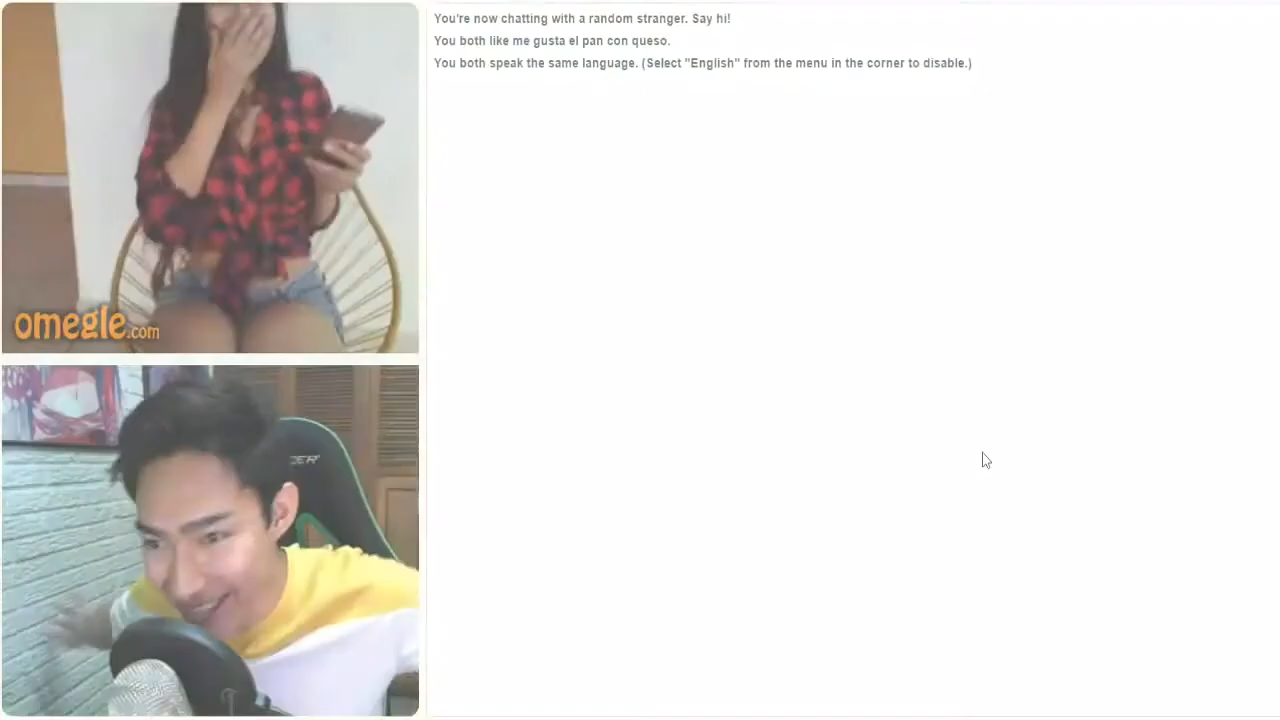 You're now chatting with a random stranger. Say hi!
You both like me gusta el pan con queso.
You both speak the same language. (Select "English" from the menu in the corner to disable.)
omegle.com